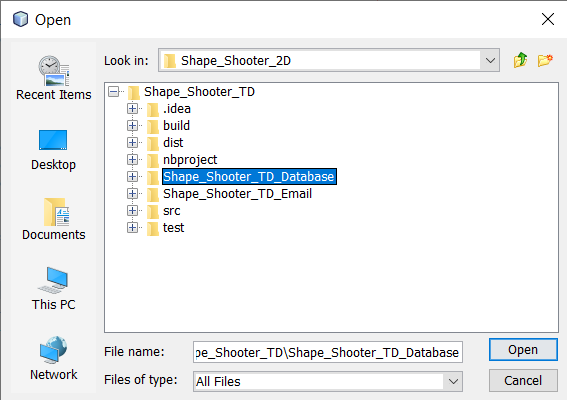 Open
Look in:
Shape_Shooter_2D
Recent Items
Desktop
Documents
This PC
Network
Shape_Shooter_TD
.idea
build
dist
nbproject
Shape_Shooter_TD_Database
Shape_Shooter_TD_Email
src
test
File name:
pe_Shooter_TD\Shape_Shooter_TD_Database
Open
Files of type:
All Files
Cancel